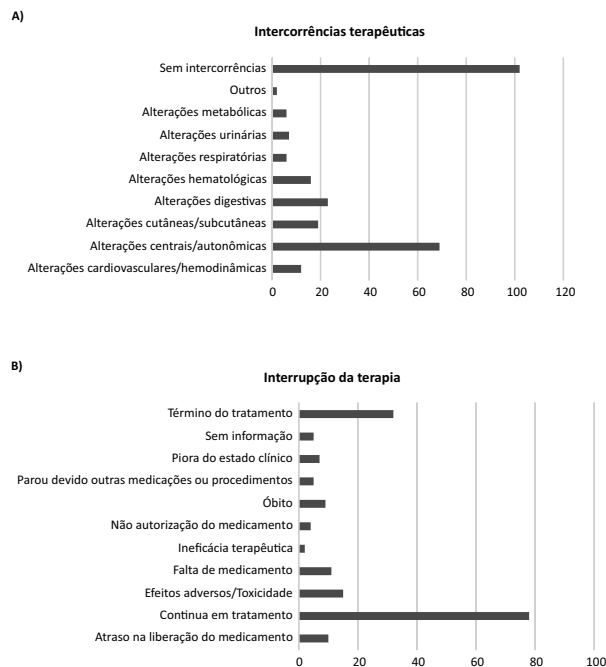 A)
Intercorrências terapêuticas
Sem intercorrências
Outros
Alterações metabólicas
Alterações urinárias
Alterações respiratórias
Alterações hematológicas
Alterações digestivas
Alterações cutâneas/subcutâneas
Alterações centrais/autonômicas
Alterações cardiovasculares/hemodinâmicas
0 20 40 60 80 100 120
B)
Interrupção da terapia
Término do tratamento
Sem informação
Piora do estado clínico
Parou devido outras medicações ou procedimentos
Óbito
Não autorização do medicamento
Ineficácia terapêutica
Falta de medicamento
Efeitos adversos/Toxicidade
Continua em tratamento
Atraso na liberação do medicamento
0 20 40 60 80 100